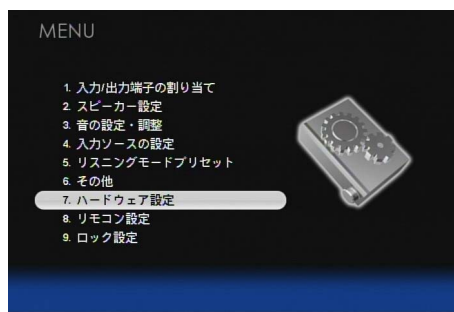 MENU
1. 入力/出力端子の割り当て
2. スピーカー設定
3. 音の設定・調整
4. 入力ソースの設定
5. リスニングモードプリセット
6. その他
7. ハードウェア設定
8. リモコン設定
9. ロック設定